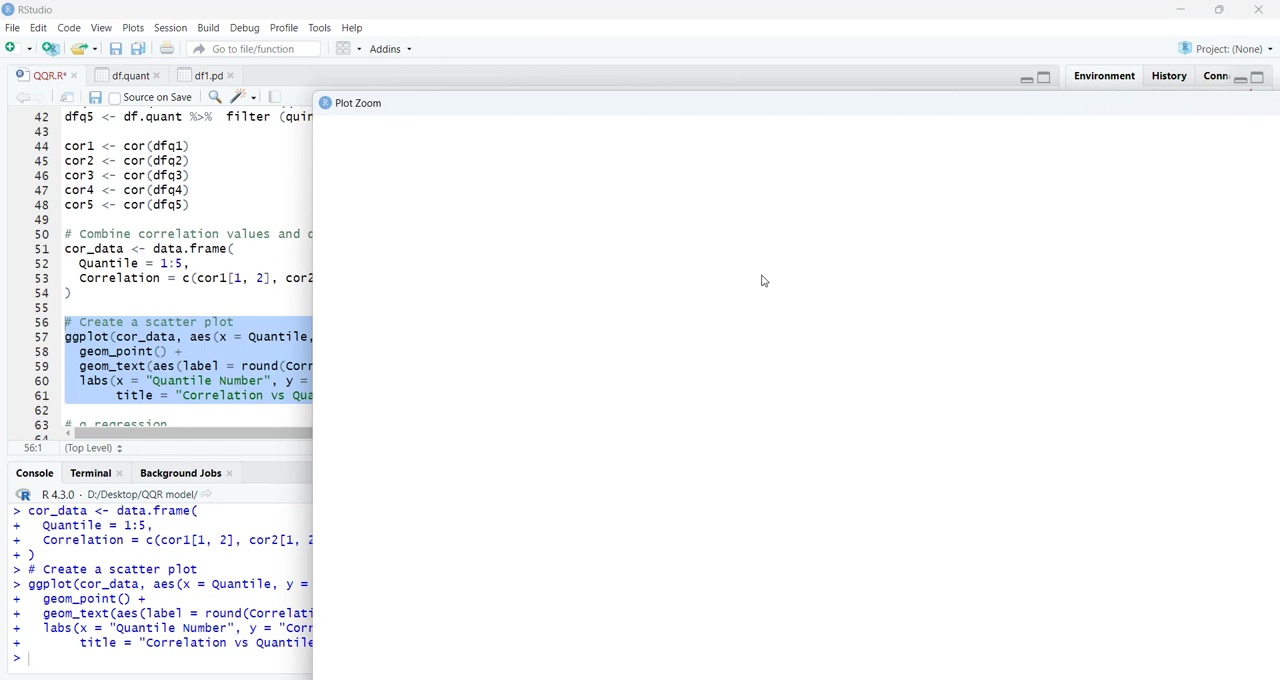 RStudio
File Edit Code View Plots Session Build Debug Profile Tools Help
Go to file/function Addins Project: (None)
QQR.R* df.quant df1.pd Environment History Conn
Source on Save
Plot Zoom
42 dfq5 <- df.quant %>% filter (quin
43
44 cor1 <- cor(dfq1)
45 cor2 <- cor(dfq2)
46 cor3 <- cor(dfq3)
47 cor4 <- cor(dfq4)
48 cor5 <- cor(dfq5)
49
50 # Combine correlation values and
51 cor_data <- data.frame(
52 Quantile = 1:5,
53 Correlation = c(cor1[1, 2], cor2
54 )
55
56 # Create a scatter plot
57 ggplot(cor_data, aes(x = Quantile,
58 geom_point() +
59 geom_text(aes(label = round(Corr
60 labs(x = "Quantile Number", y =
61 title = "Correlation vs Qua
62
63 # q regression
64
56:1 (Top Level)
Console Terminal Background Jobs
R 4.3.0 · D:/Desktop/QQR model/
> cor_data <- data.frame(
+ Quantile = 1:5,
+ Correlation = c(cor1[1, 2], cor2[1, 2
+ )
> # Create a scatter plot
> ggplot(cor_data, aes(x = Quantile, y =
+ geom_point() +
+ geom_text(aes(label = round(Correlati
+ labs(x = "Quantile Number", y = "Corr
+ title = "Correlation vs Quantile
>